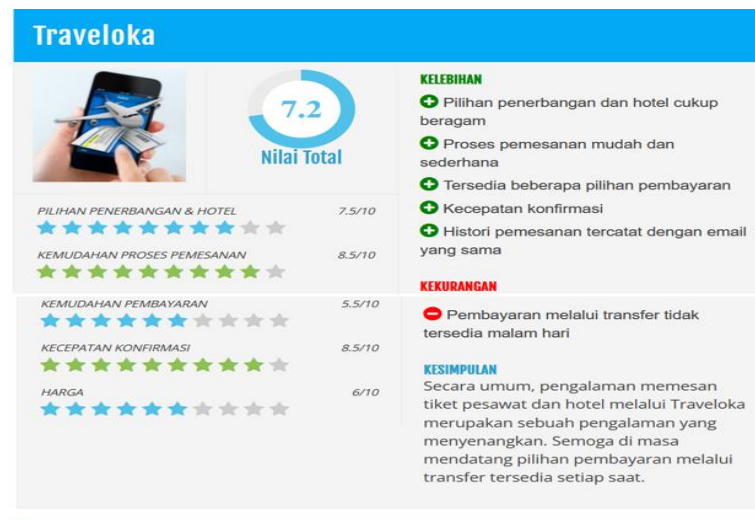 Traveloka
7.2
Nilai Total
PILIHAN PENERBANGAN & HOTEL 7.5/10
KEMUDAHAN PROSES PEMESANAN 8.5/10
KEMUDAHAN PEMBAYARAN 5.5/10
KECEPATAN KONFIRMASI 8.5/10
HARGA 6/10
KELEBIHAN
Pilihan penerbangan dan hotel cukup
beragam
Proses pemesanan mudah dan
sederhana
Tersedia beberapa pilihan pembayaran
Kecepatan konfirmasi
Histori pemesanan tercatat dengan email
yang sama
KEKURANGAN
Pembayaran melalui transfer tidak
tersedia malam hari
KESIMPULAN
Secara umum, pengalaman memesan
tiket pesawat dan hotel melalui Traveloka
merupakan sebuah pengalaman yang
menyenangkan. Semoga di masa
mendatang pilihan pembayaran melalui
transfer tersedia setiap saat.